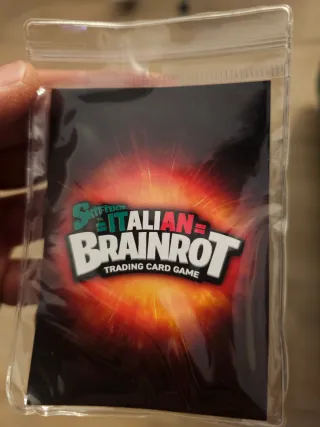 =ITALIAN=
BRAINROT
TRADING CARD GAME